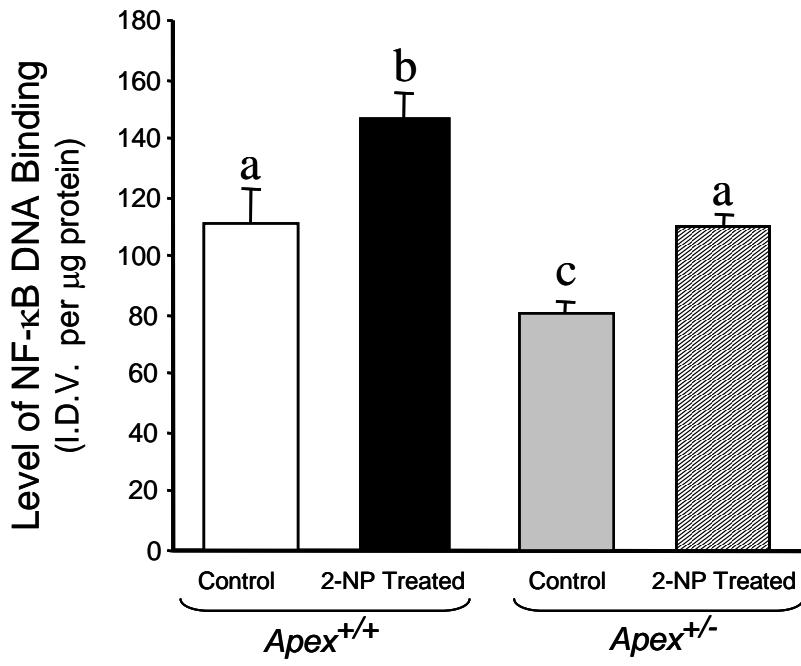 Level of NF-κB DNA Binding
(I.D.V. per μg protein)
180
160
140
120
100
80
60
40
20
0
a
b
c
a
Control 2-NP Treated Control 2-NP Treated
Apex+/+ Apex+/-